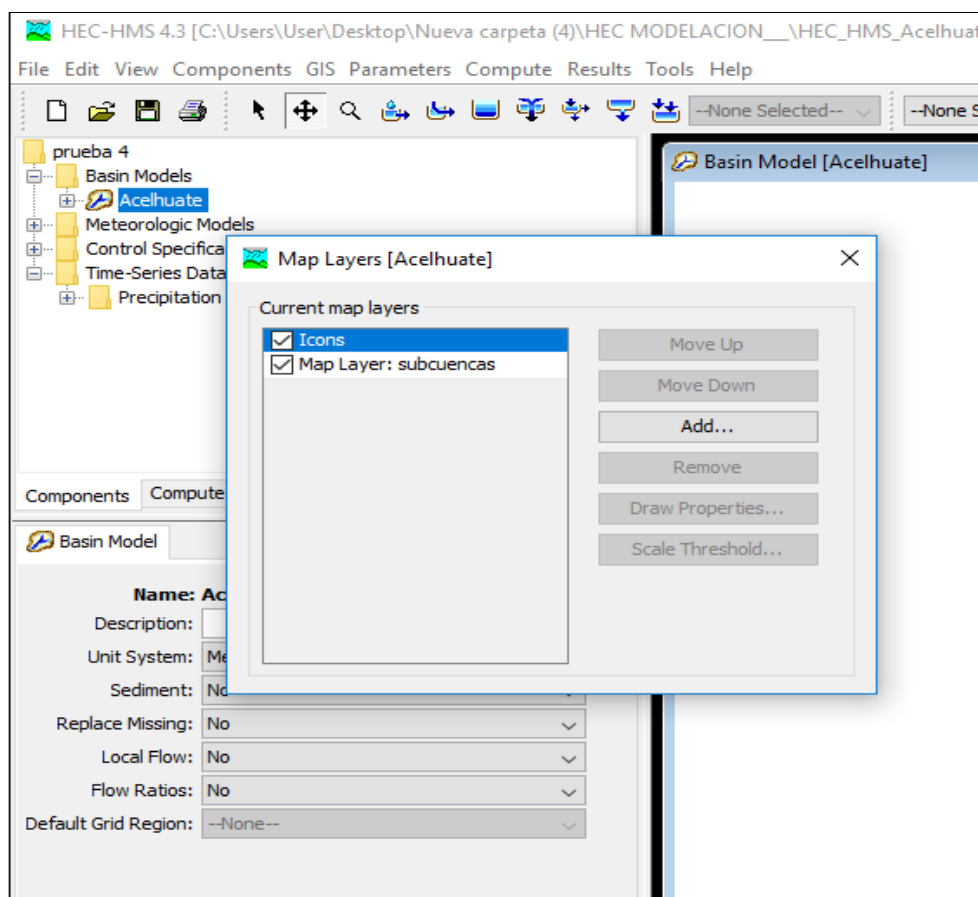 HEC-HMS 4.3 [C:\Users\User\Desktop\Nueva carpeta (4)\HEC MODELACION___\HEC_HMS_Acelhuat
File Edit View Components GIS Parameters Compute Results Tools Help
--None Selected-- --None S
prueba 4
Basin Models
Acelhuate
Meteorologic Models
Control Specifica
Time-Series Data
Precipitation
Basin Model [Acelhuate]
Map Layers [Acelhuate]
Current map layers
Icons
Map Layer: subcuencas
Move Up
Move Down
Add...
Remove
Draw Properties...
Scale Threshold...
Components Compute
Basin Model
Name: Ac
Description:
Unit System: Me
Sediment: No
Replace Missing: No
Local Flow: No
Flow Ratios: No
Default Grid Region: --None--